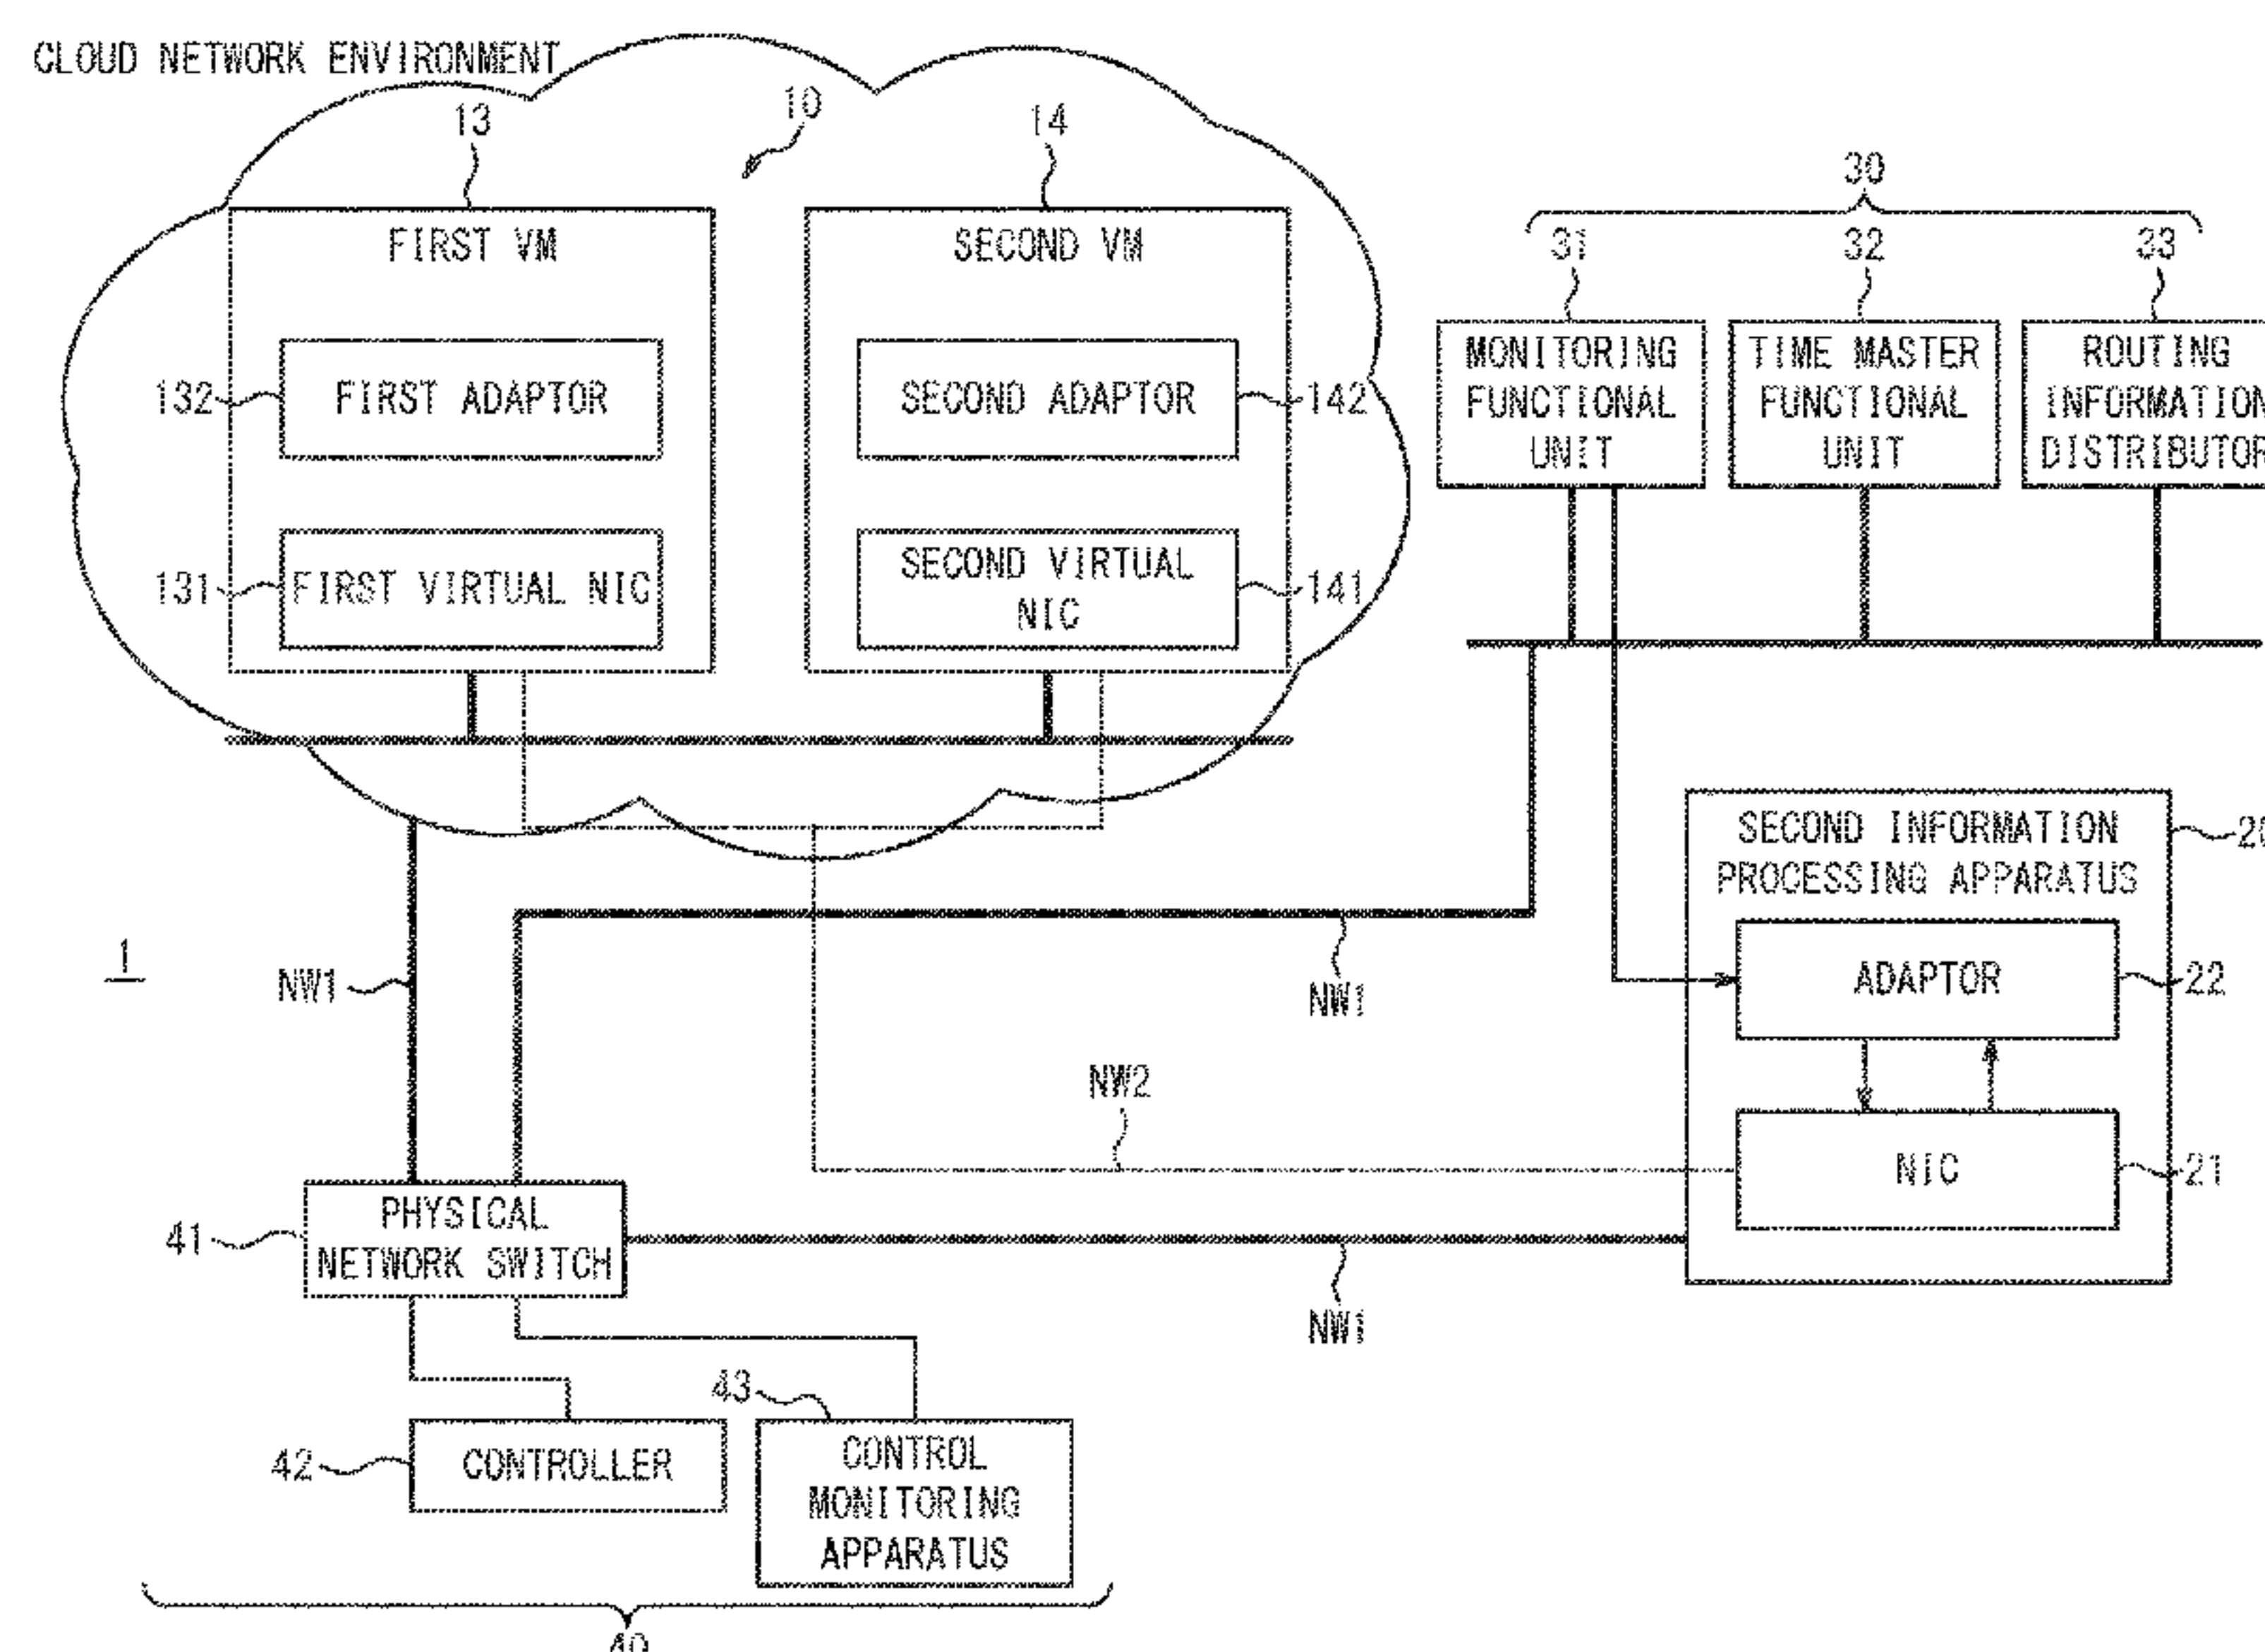 CLOUD NETWORK ENVIRONMENT
13
10
14
30
FIRST VM
SECOND VM
31
32
33
132
FIRST ADAPTOR
SECOND ADAPTOR
142
MONITORING
FUNCTIONAL
UNIT
TIME MASTER
FUNCTIONAL
UNIT
ROUTING
INFORMATION
DISTRIBUTOR
131
FIRST VIRTUAL NIC
SECOND VIRTUAL
NIC
141
SECOND INFORMATION
PROCESSING APPARATUS
20
1
NW1
NW1
ADAPTOR
22
NW2
NIC
21
41
PHYSICAL
NETWORK SWITCH
NW1
43
42
CONTROLLER
CONTROL
MONITORING
APPARATUS
40